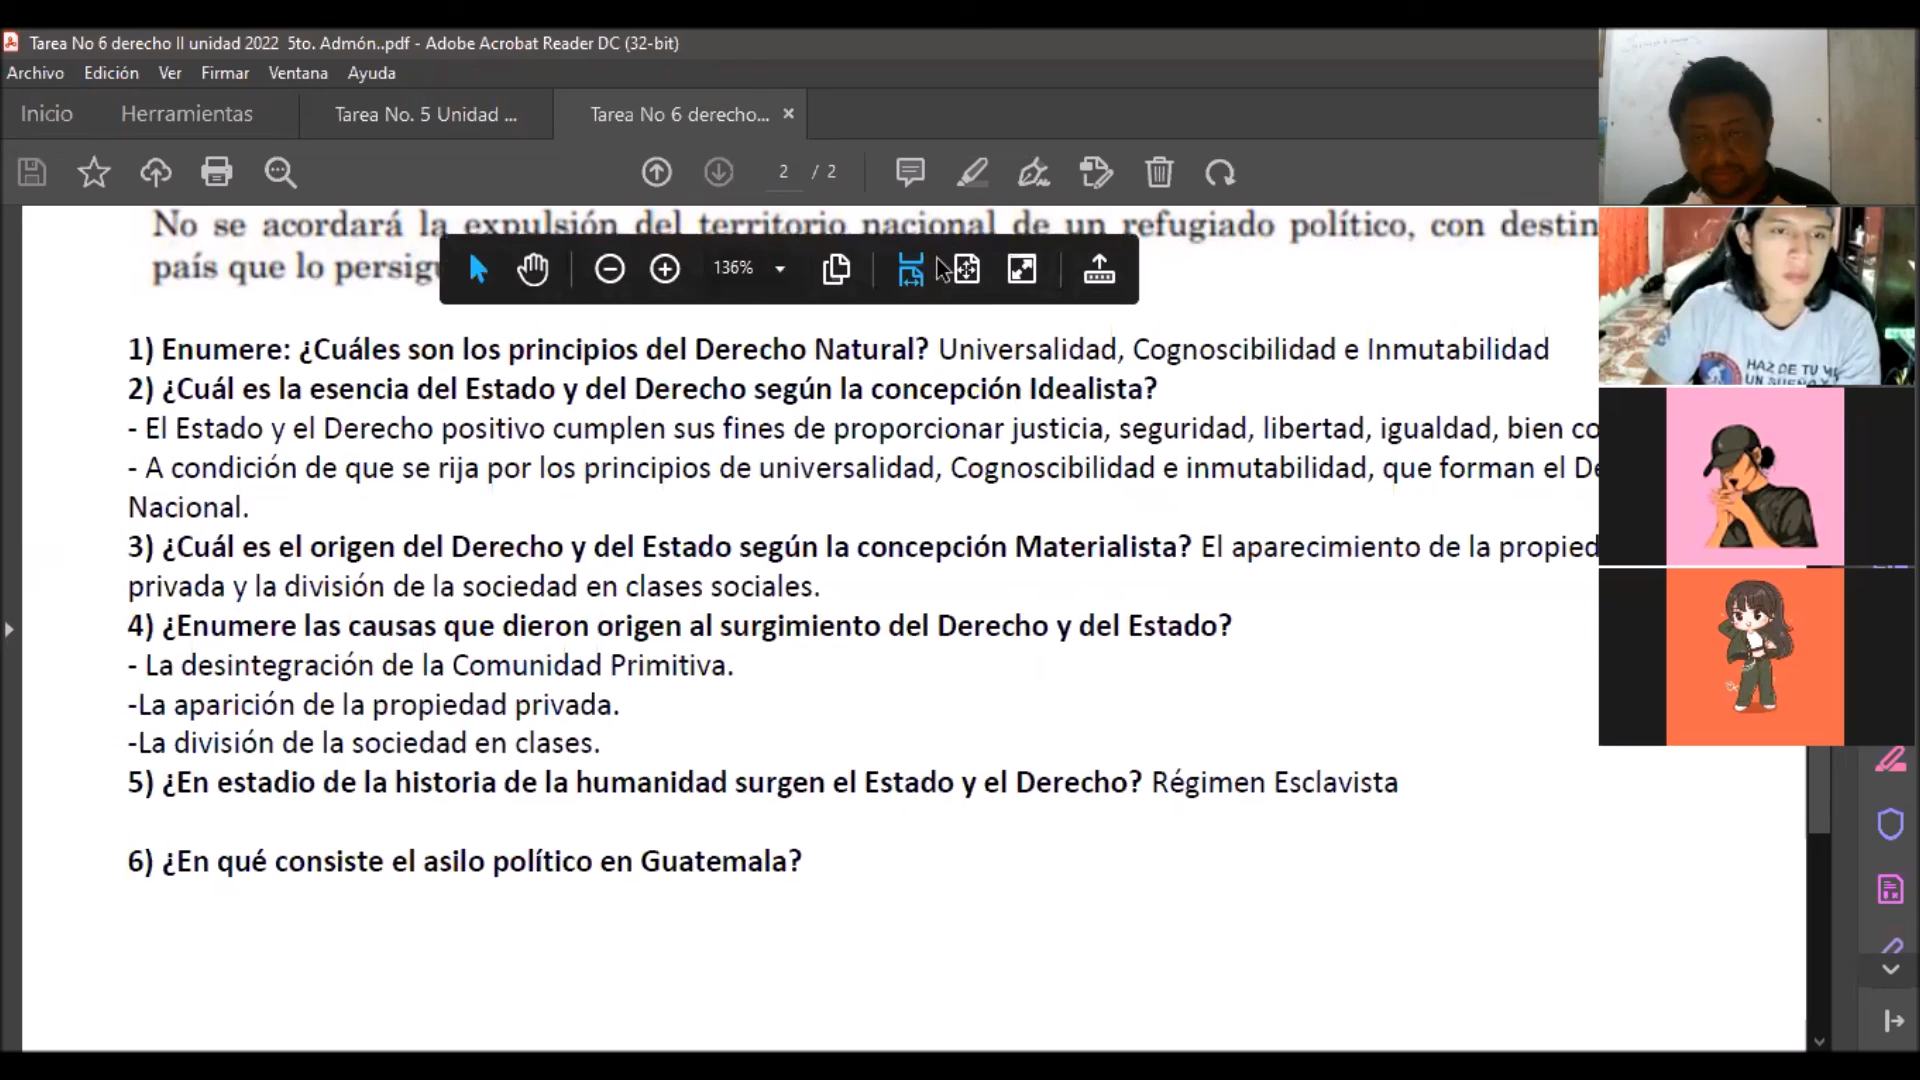 Tarea No 6 derecho II unidad 2022 5to. Admón..pdf - Adobe Acrobat Reader DC (32-bit)
Archivo Edición Ver Firmar Ventana Ayuda
Inicio Herramientas Tarea No. 5 Unidad ... Tarea No 6 derecho...
2 / 2
No se acordará la expulsión del territorio nacional de un refugiado político, con
país que lo
136%
1) Enumere: ¿Cuáles son los principios del Derecho Natural? Universalidad, Cognoscibilidad e Inmutabilidad
2) ¿Cuál es la esencia del Estado y del Derecho según la concepción Idealista?
- El Estado y el Derecho positivo cumplen sus fines de proporcionar justicia, seguridad, libertad, igualdad, bien
- A condición de que se rija por los principios de universalidad, Cognoscibilidad e inmutabilidad, que forman el
Nacional.
3) ¿Cuál es el origen del Derecho y del Estado según la concepción Materialista? El aparecimiento de la
privada y la división de la sociedad en clases sociales.
4) ¿Enumere las causas que dieron origen al surgimiento del Derecho y del Estado?
- La desintegración de la Comunidad Primitiva.
-La aparición de la propiedad privada.
-La división de la sociedad en clases.
5) ¿En estadio de la historia de la humanidad surgen el Estado y el Derecho? Régimen Esclavista
6) ¿En qué consiste el asilo político en Guatemala?
HAZ DE TU